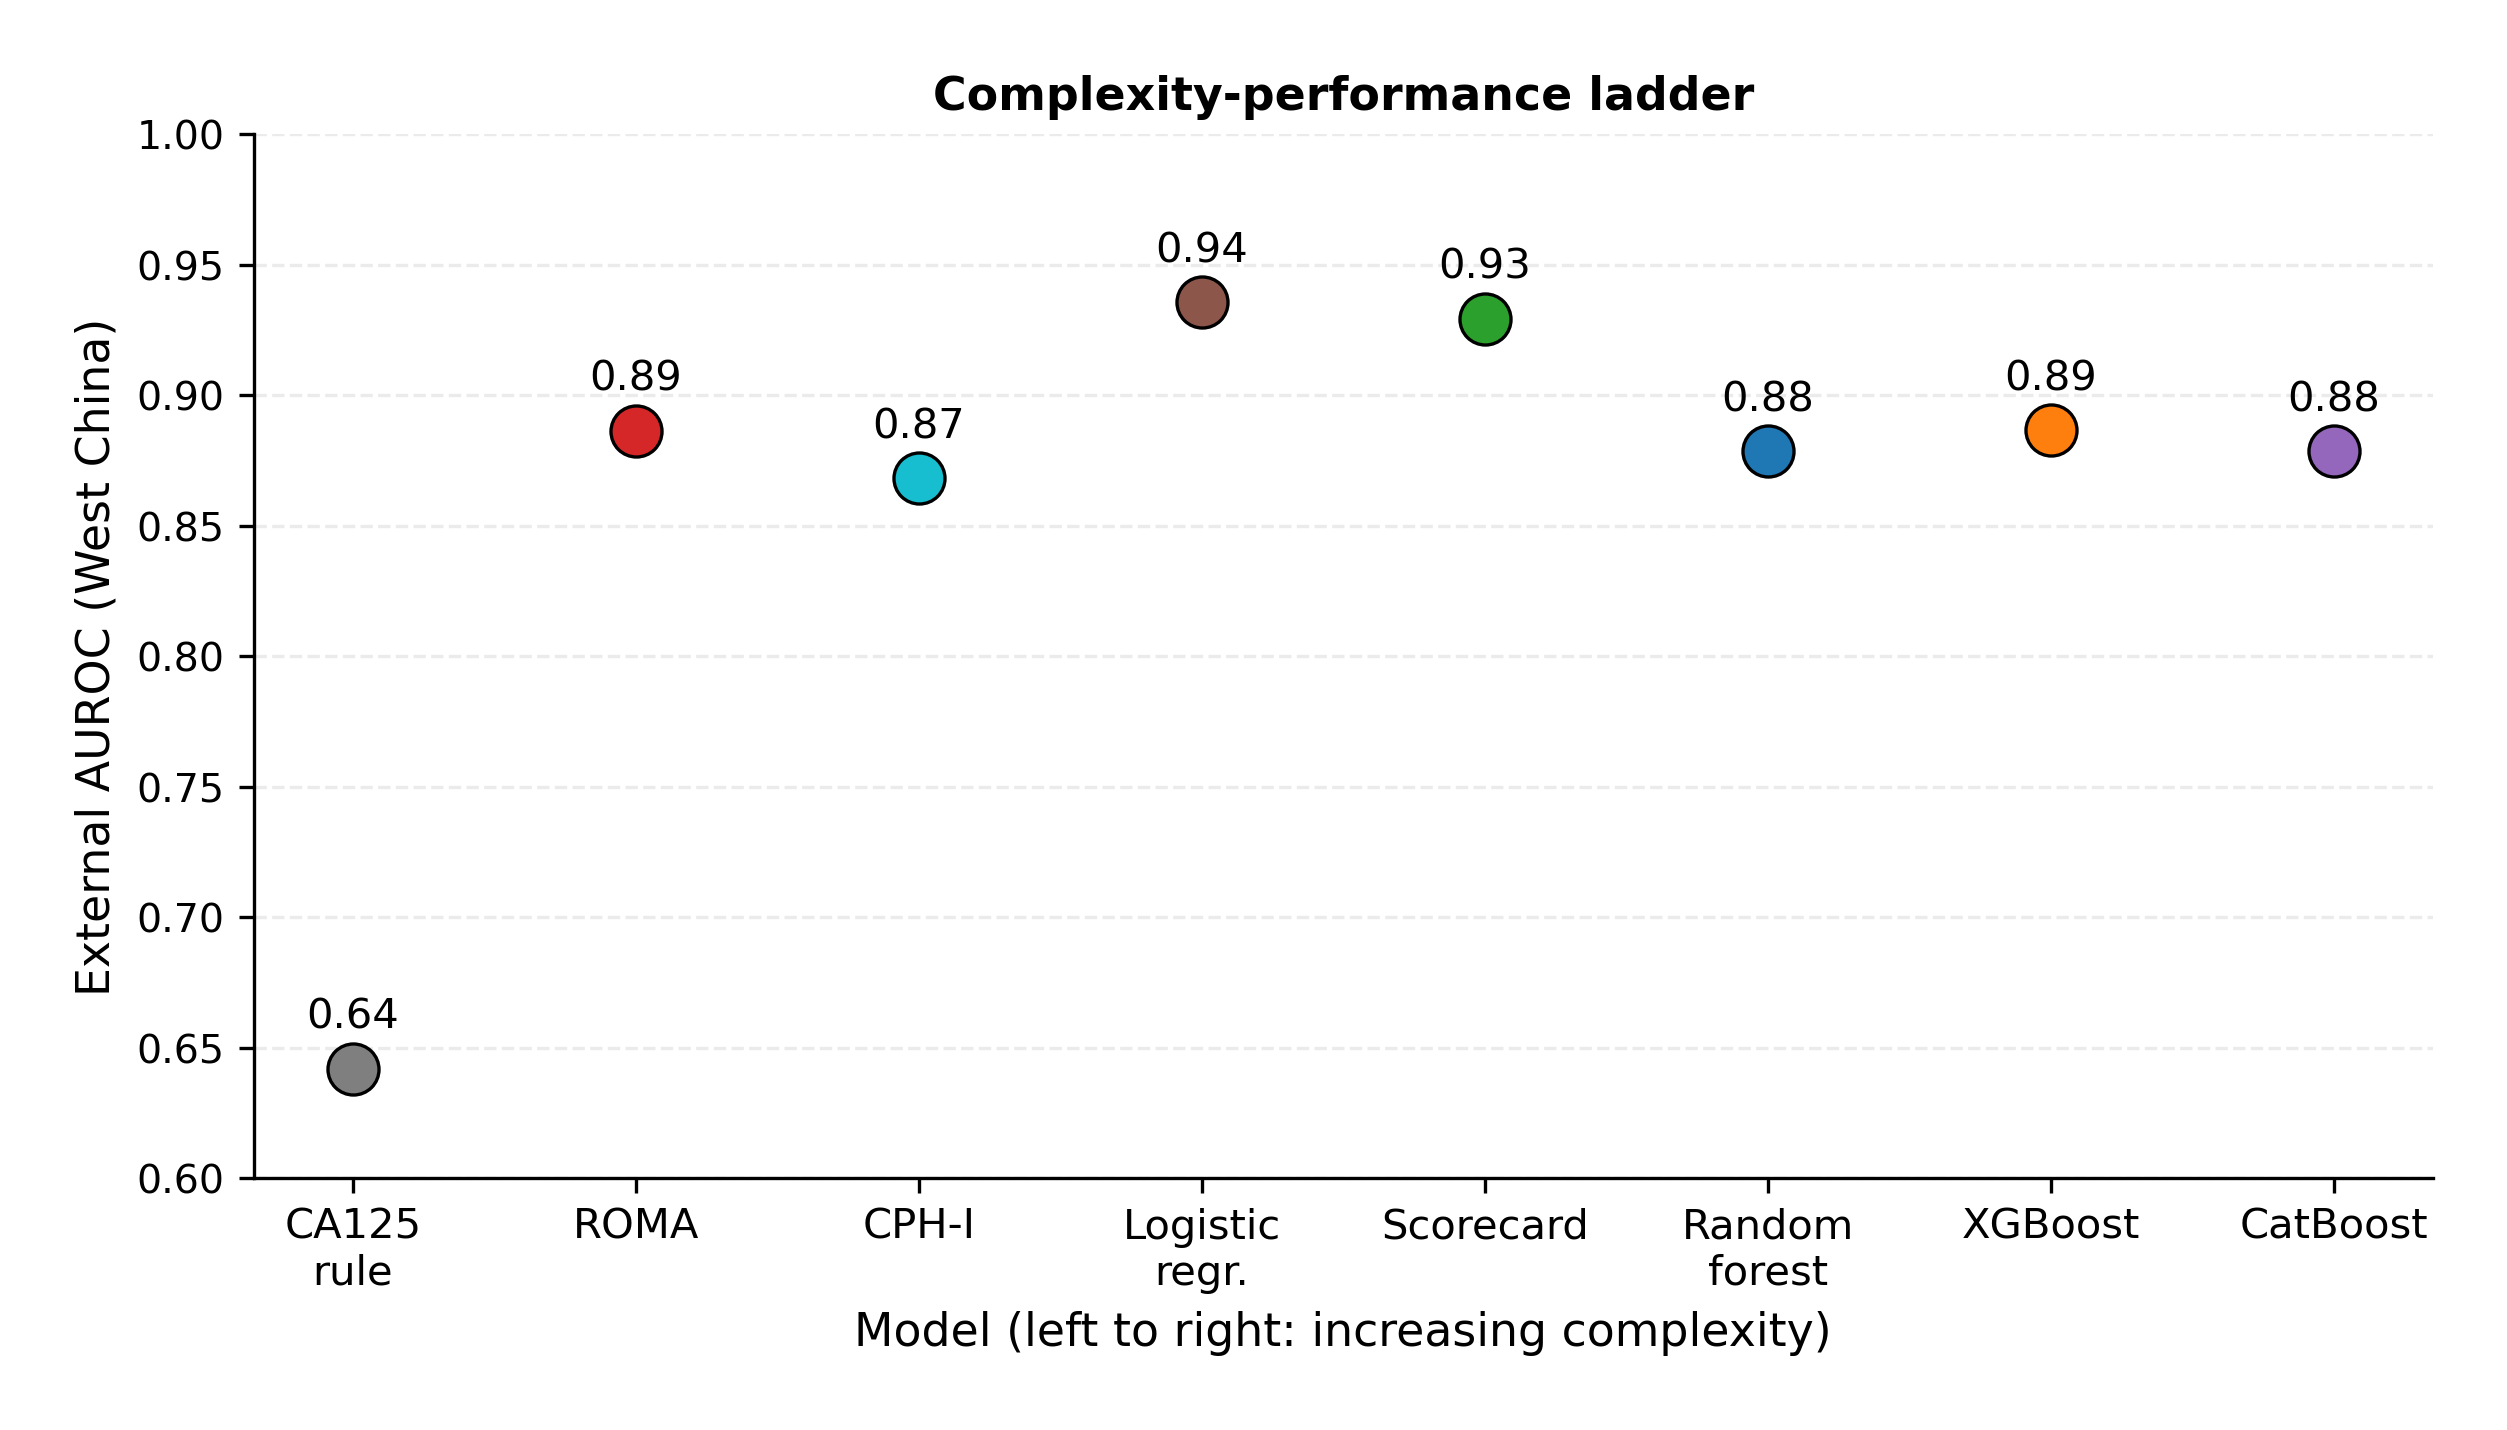 Complexity-performance ladder
External AUROC (West China)
1.00
0.95
0.90
0.85
0.80
0.75
0.70
0.65
0.60
0.64
0.89
0.87
0.94
0.93
0.88
0.89
0.88
CA125
rule
ROMA
CPH-I
Logistic
regr.
Scorecard
Random
forest
XGBoost
CatBoost
Model (left to right: increasing complexity)